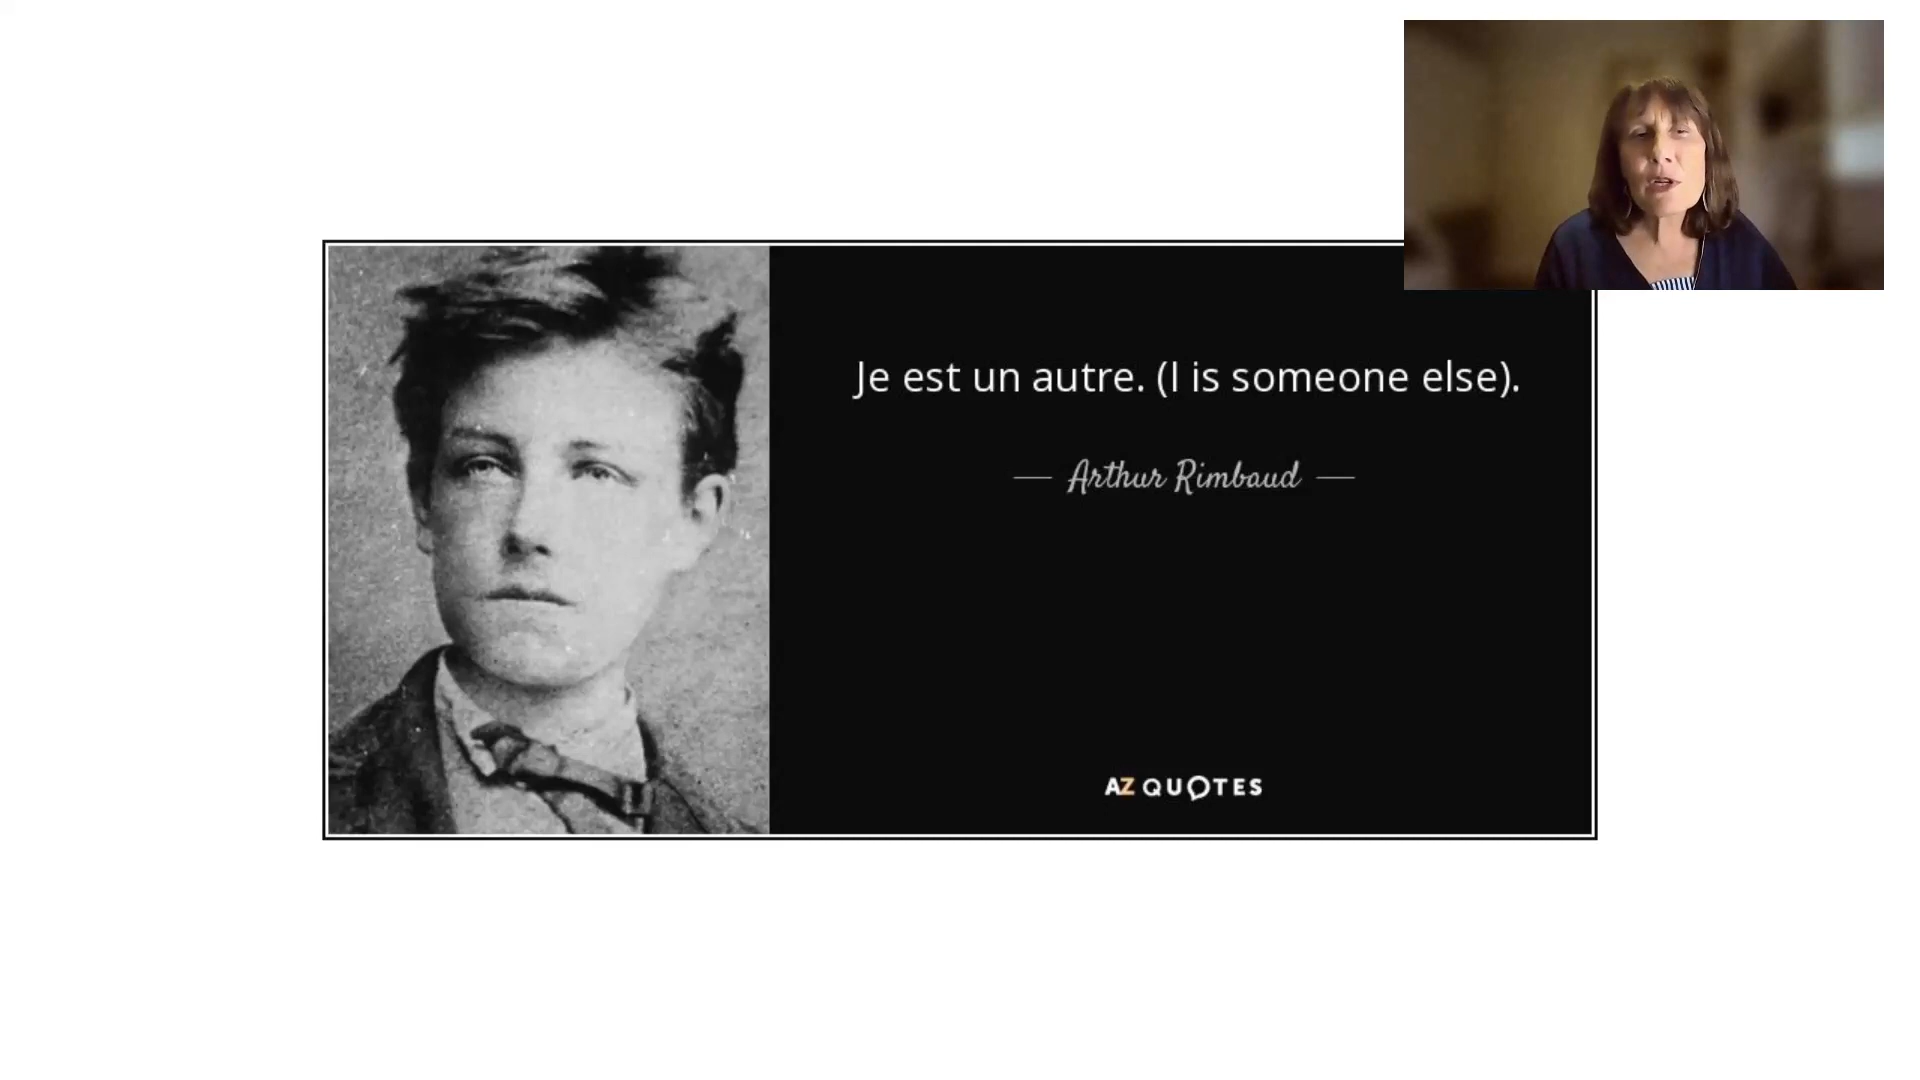 Je est un autre. (I is someone else).
— Arthur Rimbaud —
AZ QUOTES